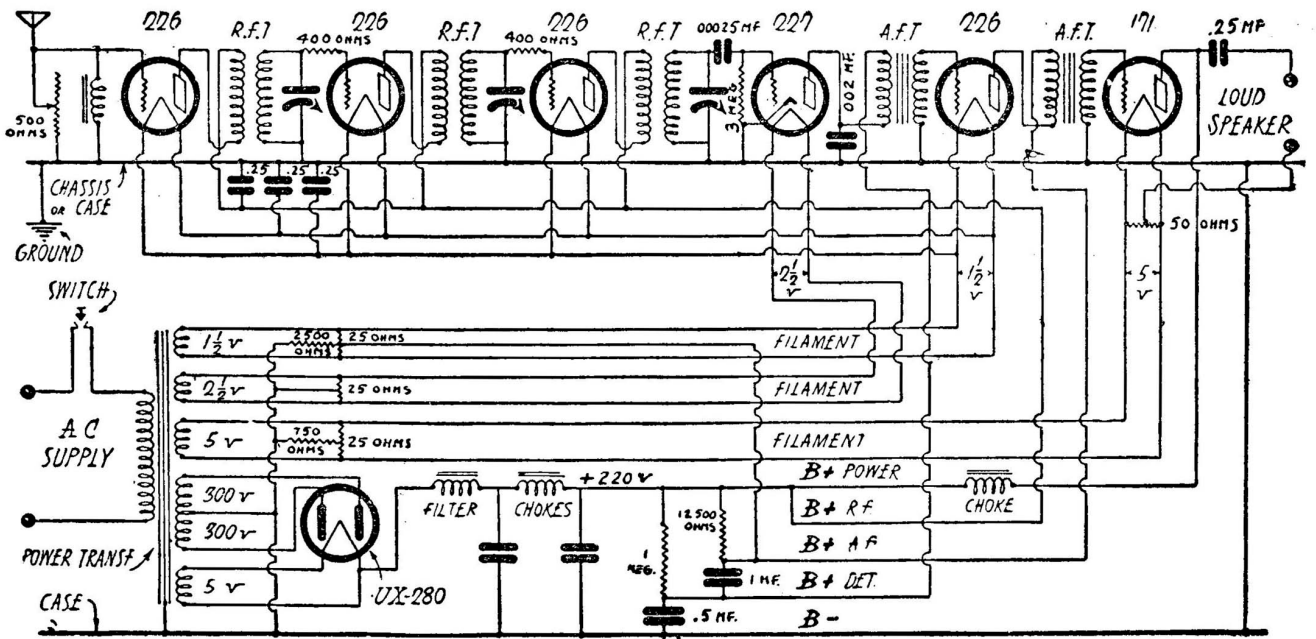 226
R.F.T
400 OHMS
226
R.F.T
400 OHMS
226
R.F.T
.00025 MF
227
A.F.T
226
A.F.T.
171.
.25 MF
500 OHMS
3 MEG
.002 MF.
LOUD SPEAKER
CHASSIS OR CASE
.25
.25
.25
GROUND
50 OHMS
2½ v
1½ v
5 v
SWITCH
1½ v
2500 OHMS
25 OHMS
FILAMENT
2½ v
25 OHMS
FILAMENT
AC SUPPLY
5 v
750 OHMS
25 OHMS
FILAMENT
300 v
300 v
FILTER
CHOKES
+220 v
B+ POWER
CHOKE
12500 OHMS
B+ RF
B+ AF
POWER TRANSF
1 MEG.
1 MF.
B+ DET.
5 v
UX-280
CASE
.5 MF.
B-